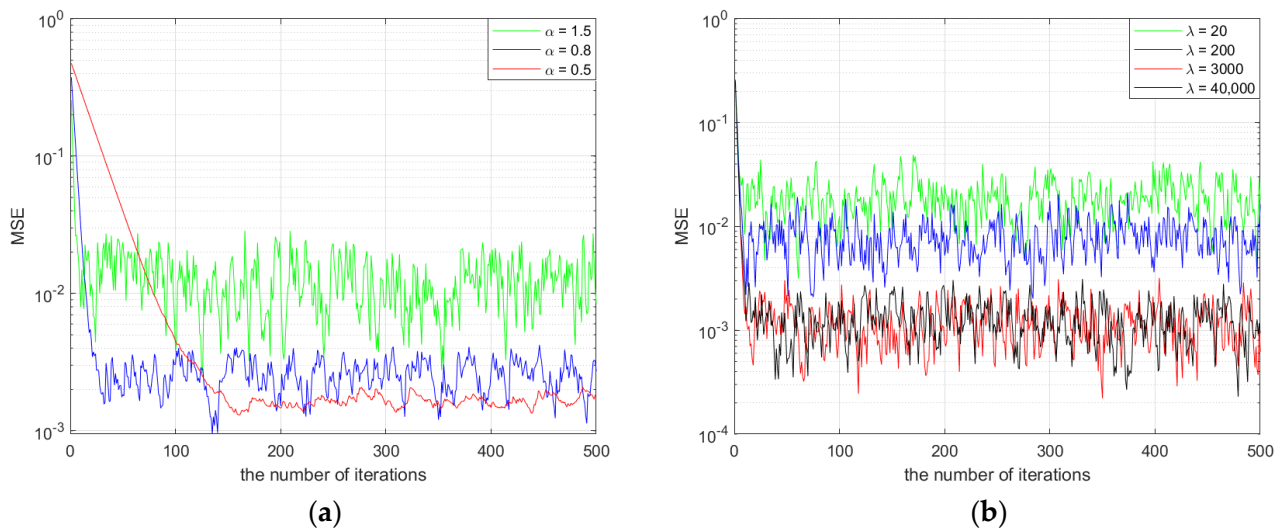 10^0
10^-1
10^-2
10^-3
MSE
0 100 200 300 400 500
the number of iterations
α = 1.5
α = 0.8
α = 0.5
(a)
10^0
10^-1
10^-2
10^-3
10^-4
MSE
0 100 200 300 400 500
the number of iterations
λ = 20
λ = 200
λ = 3000
λ = 40,000
(b)